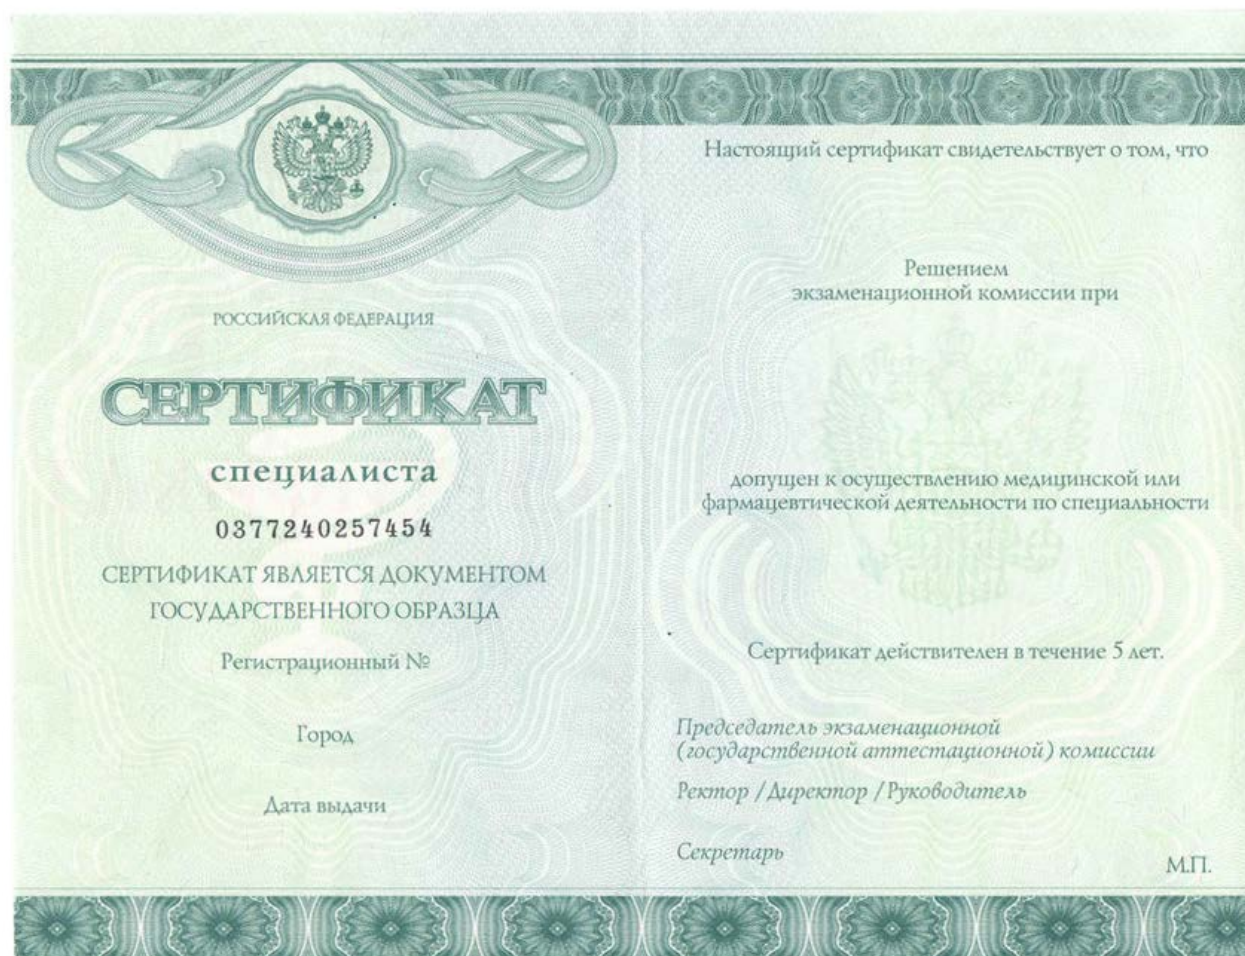 РОССИЙСКАЯ ФЕДЕРАЦИЯ
СЕРТИФИКАТ
специалиста
0377240257454
СЕРТИФИКАТ ЯВЛЯЕТСЯ ДОКУМЕНТОМ
ГОСУДАРСТВЕННОГО ОБРАЗЦА
Регистрационный №
Город
Дата выдачи
Настоящий сертификат свидетельствует о том, что
Решением
экзаменационной комиссии при
допущен к осуществлению медицинской или
фармацевтической деятельности по специальности
Сертификат действителен в течение 5 лет.
Председатель экзаменационной
(государственной аттестационной) комиссии
Ректор / Директор / Руководитель
Секретарь
М.П.